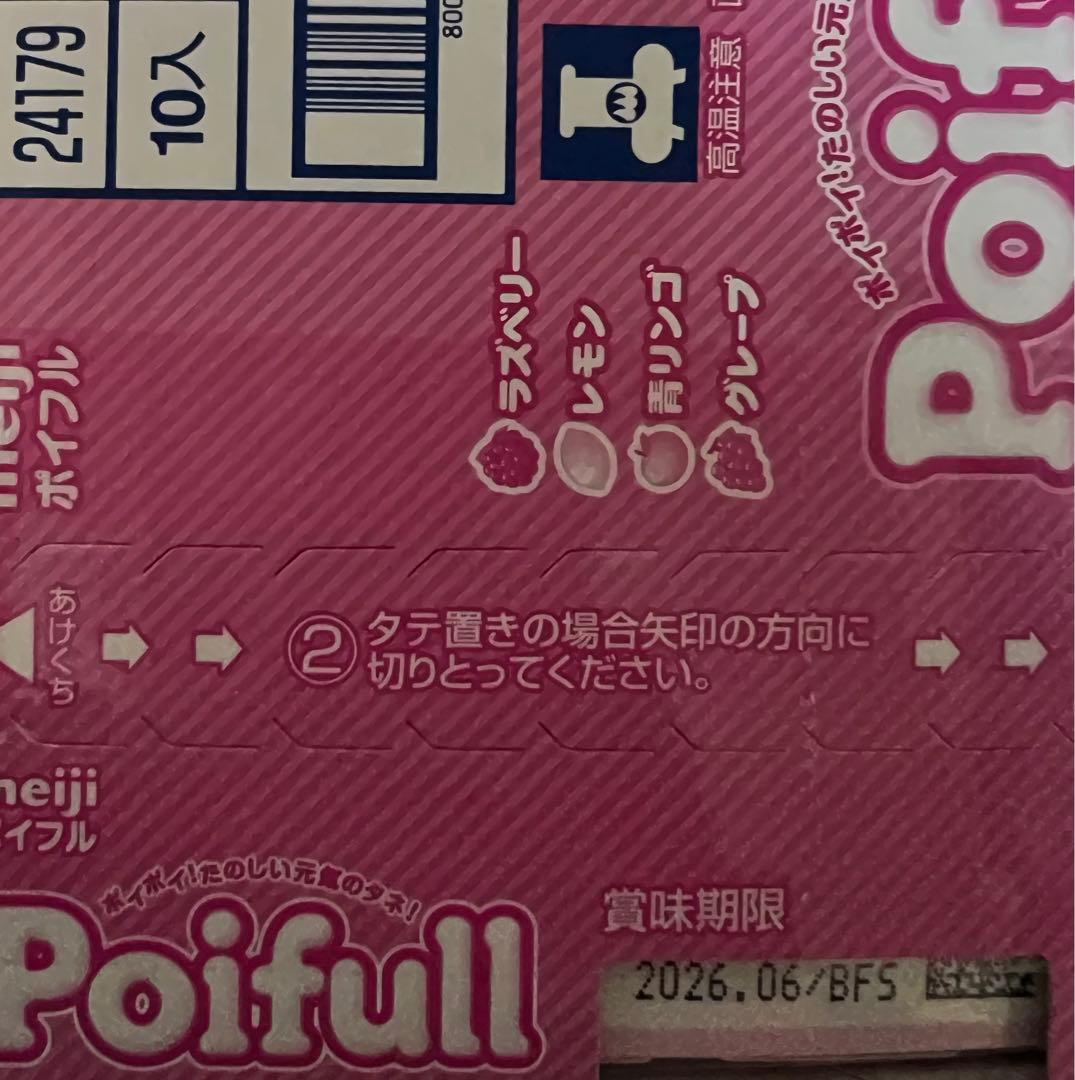 24179
10入
800
高温注意
ポイポイ!たのしい元気
Poif
meiji
ポイフル
ラズベリー
レモン
青リンゴ
グレープ
あけくち
② タテ置きの場合矢印の方向に
切りとってください。
meiji
イフル
ポイポイ!たのしい元気のタネ!
Poifull
賞味期限
2026.06/BFS